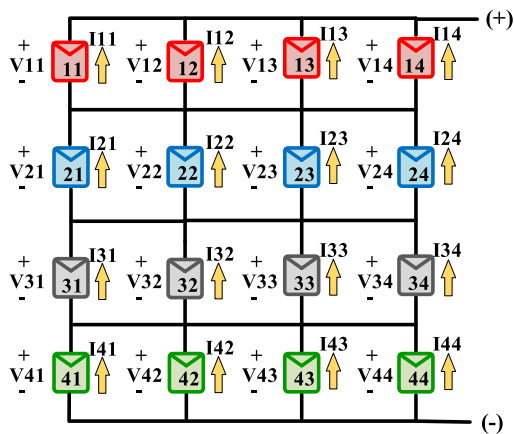 (+)
+ I11 + I12 + I13 + I14
V11 11 V12 12 V13 13 V14 14
- - - -
+ I21 + I22 + I23 + I24
V21 21 V22 22 V23 23 V24 24
- - - -
+ I31 + I32 + I33 + I34
V31 31 V32 32 V33 33 V34 34
- - - -
+ I41 + I42 + I43 + I44
V41 41 V42 42 V43 43 V44 44
- - - -
(-)